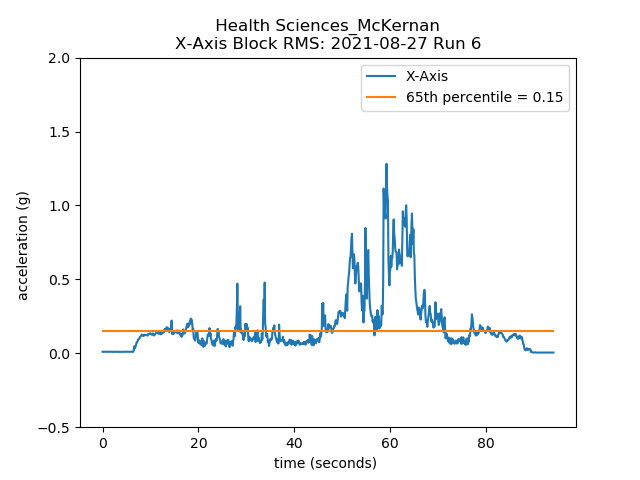 Health Sciences_McKernan
X-Axis Block RMS: 2021-08-27 Run 6
2.0
1.5
1.0
0.5
0.0
−0.5
acceleration (g)
X-Axis
65th percentile = 0.15
0 20 40 60 80
time (seconds)